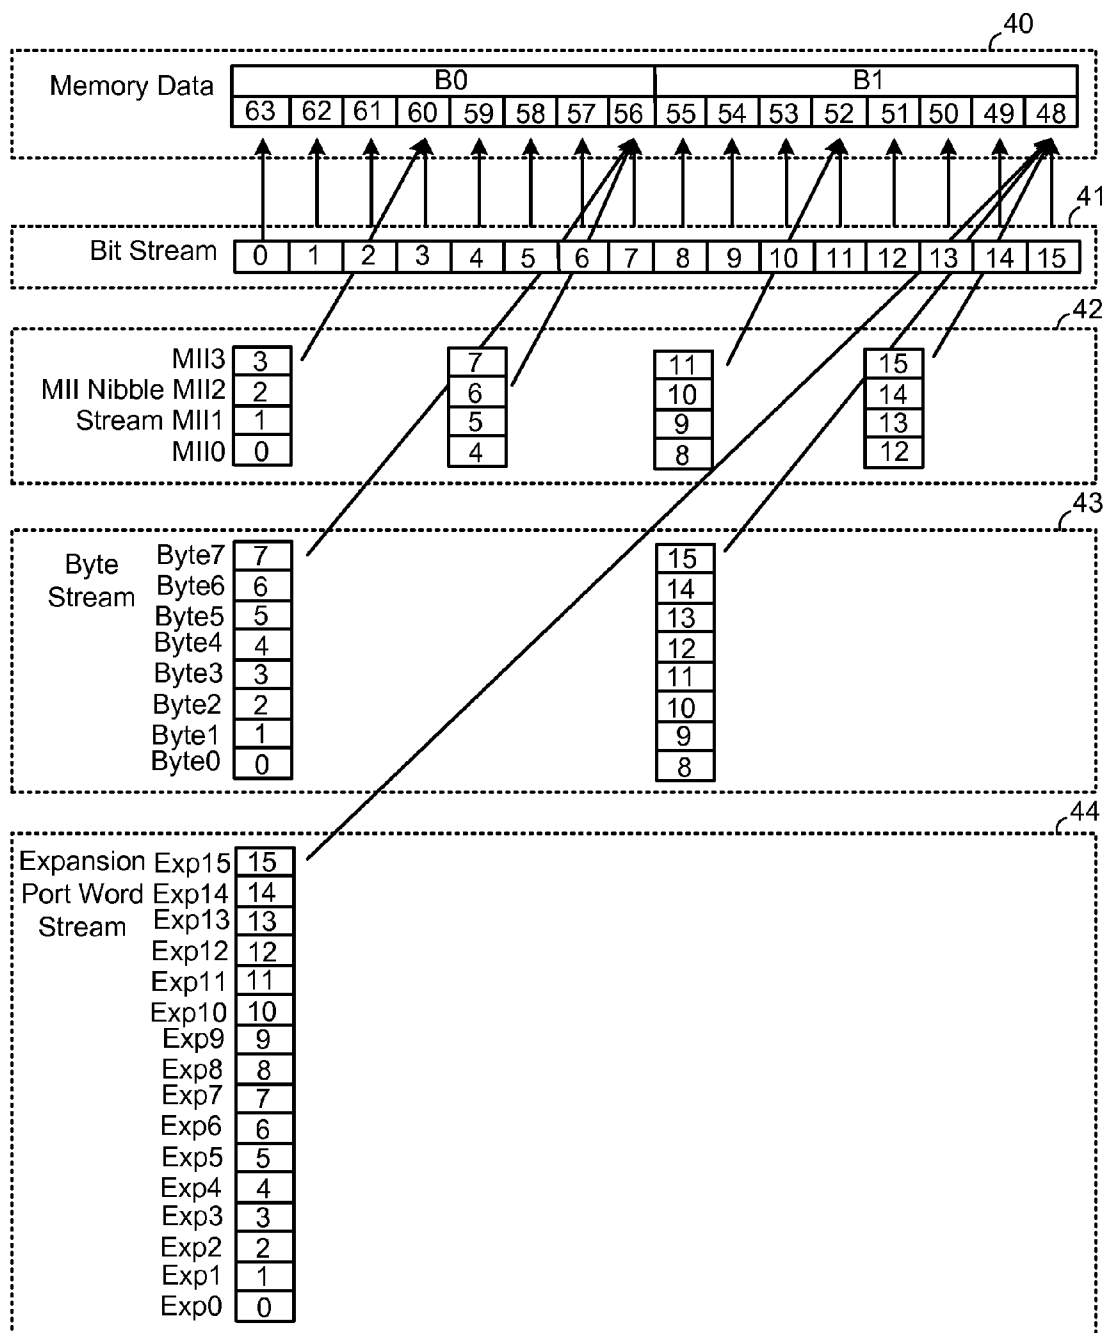 40
Memory Data B0 B1
63 62 61 60 59 58 57 56 55 54 53 52 51 50 49 48
41
Bit Stream 0 1 2 3 4 5 6 7 8 9 10 11 12 13 14 15
42
MII3 3 7 11 15
MII Nibble MII2 2 6 10 14
Stream MII1 1 5 9 13
MII0 0 4 8 12
43
Byte Stream
Byte7 7 15
Byte6 6 14
Byte5 5 13
Byte4 4 12
Byte3 3 11
Byte2 2 10
Byte1 1 9
Byte0 0 8
44
Expansion Exp15 15
Port Word Exp14 14
Stream Exp13 13
Exp12 12
Exp11 11
Exp10 10
Exp9 9
Exp8 8
Exp7 7
Exp6 6
Exp5 5
Exp4 4
Exp3 3
Exp2 2
Exp1 1
Exp0 0